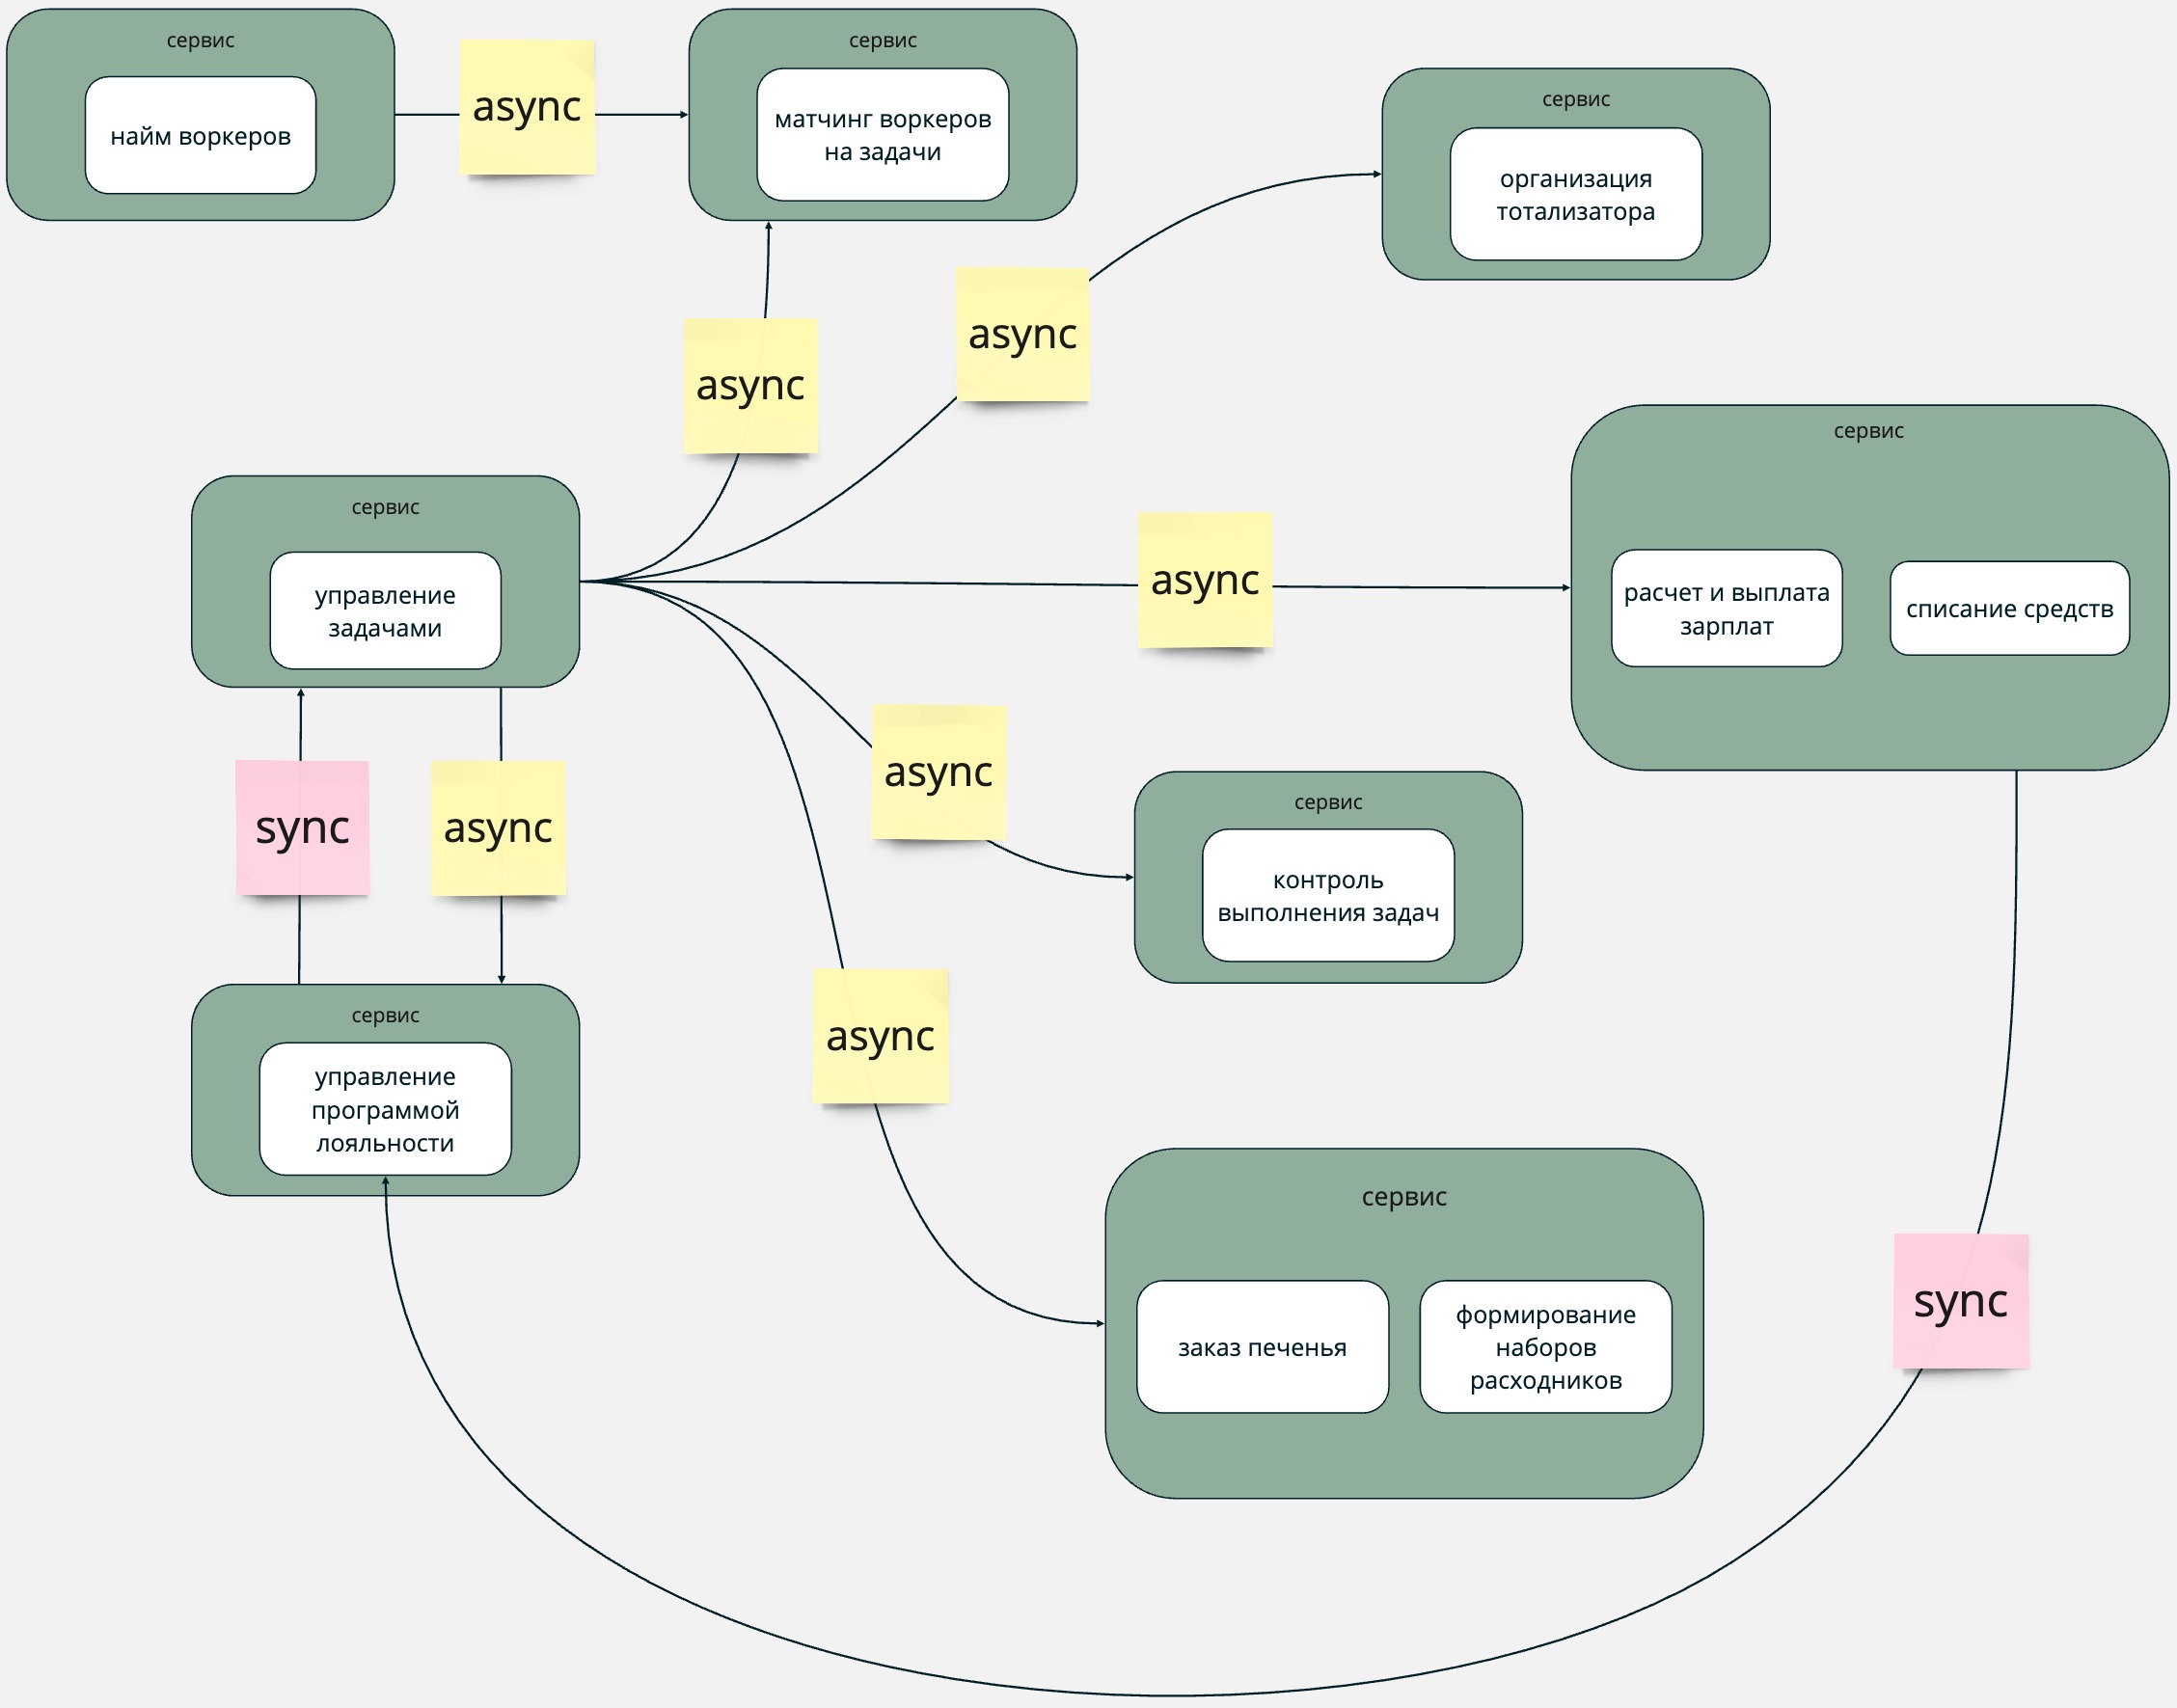 сервис
найм воркеров
async
сервис
матчинг воркеров
на задачи
сервис
организация
тотализатора
async
async
сервис
управление
задачами
async
сервис
расчет и выплата
зарплат
списание средств
sync
async
async
сервис
контроль
выполнения задач
async
сервис
управление
программой
лояльности
сервис
заказ печенья
формирование
наборов
расходников
sync